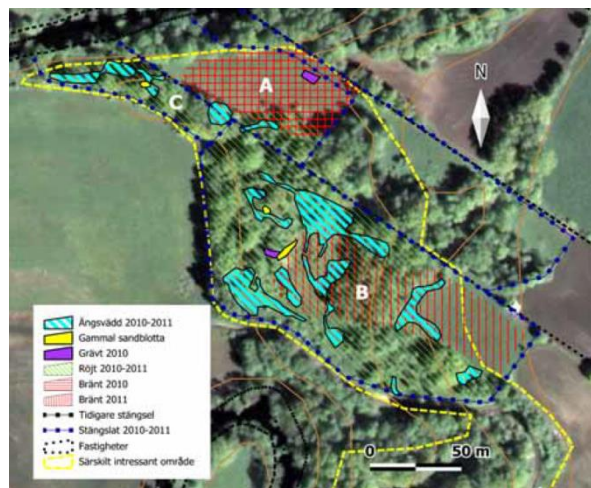 N
A
C
B
Ängsvädd 2010-2011
Gammal sandblotta
Grävt 2010
Röjt 2010-2011
Bränt 2010
Bränt 2011
Tidigare stängsel
Stängslat 2010-2011
Fastigheter
Särskilt intressant område
0 50 m